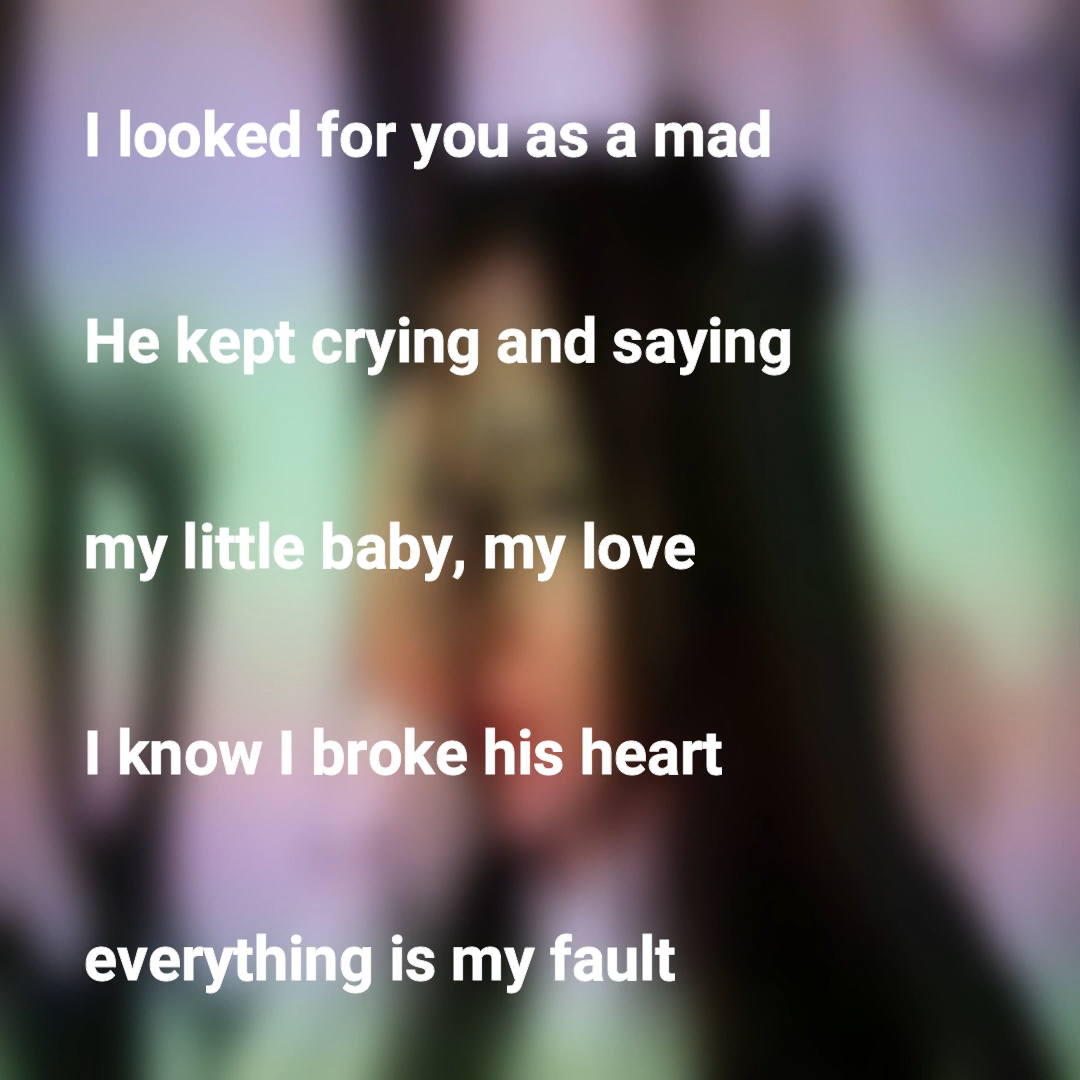 I looked for you as a mad
He kept crying and saying
my little baby, my love
I know I broke his heart
everything is my fault